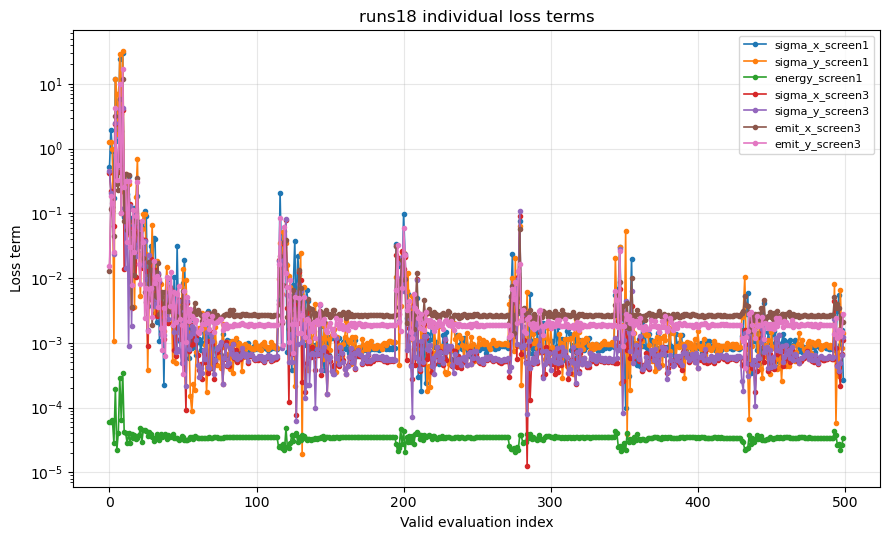 runs18 individual loss terms
sigma_x_screen1
sigma_y_screen1
energy_screen1
sigma_x_screen3
sigma_y_screen3
emit_x_screen3
emit_y_screen3
Loss term
10¹
10⁰
10⁻¹
10⁻²
10⁻³
10⁻⁴
10⁻⁵
0 100 200 300 400 500
Valid evaluation index